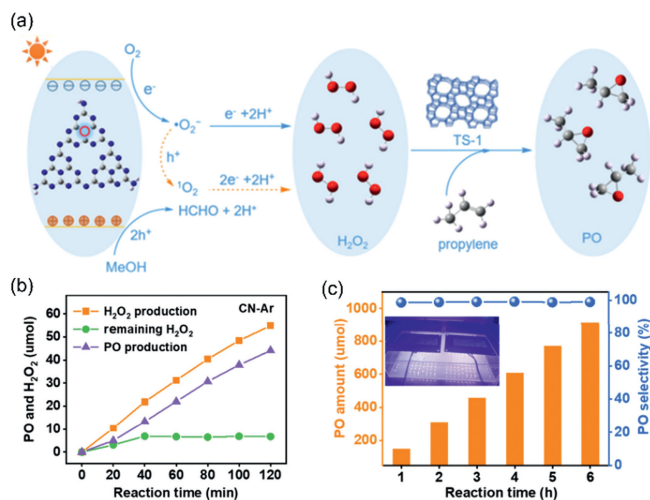 (a)
O₂
e⁻
•O₂⁻
e⁻ +2H⁺
h⁺
¹O₂
2e⁻ +2H⁺
HCHO + 2H⁺
2h⁺
MeOH
H₂O₂
TS-1
propylene
PO
(b)
CN-Ar
H₂O₂ production
remaining H₂O₂
PO production
PO and H₂O₂ (umol)
60
50
40
30
20
10
0
0 20 40 60 80 100 120
Reaction time (min)
(c)
PO amount (umol)
1000
800
600
400
200
1 2 3 4 5 6
Reaction time (h)
100
80
60
40
20
0
PO selectivity (%)